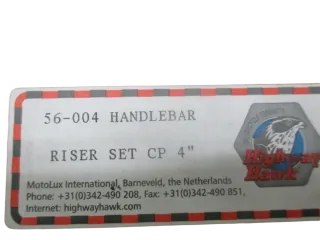 56-004 HANDLEBAR
RISER SET CP 4"
Highway
Hawk
MotoLux International, Barneveld, the Netherlands
Phone: +31(0)342-490 208, Fax: +31(0)342-490 851,
Internet: highwayhawk.com